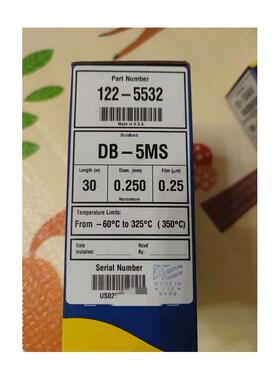 Part Number
122-5532
Made in U.S.A.
DuraBond
DB-5MS
Length (m) Diam. (mm) Film (µm)
30 0.250 0.25
Narrowbore
Temperature Limits:
From -60°C to 325°C (350°C)
Date Rcvd
Installed: By:
Serial Number
MADE IN
USA